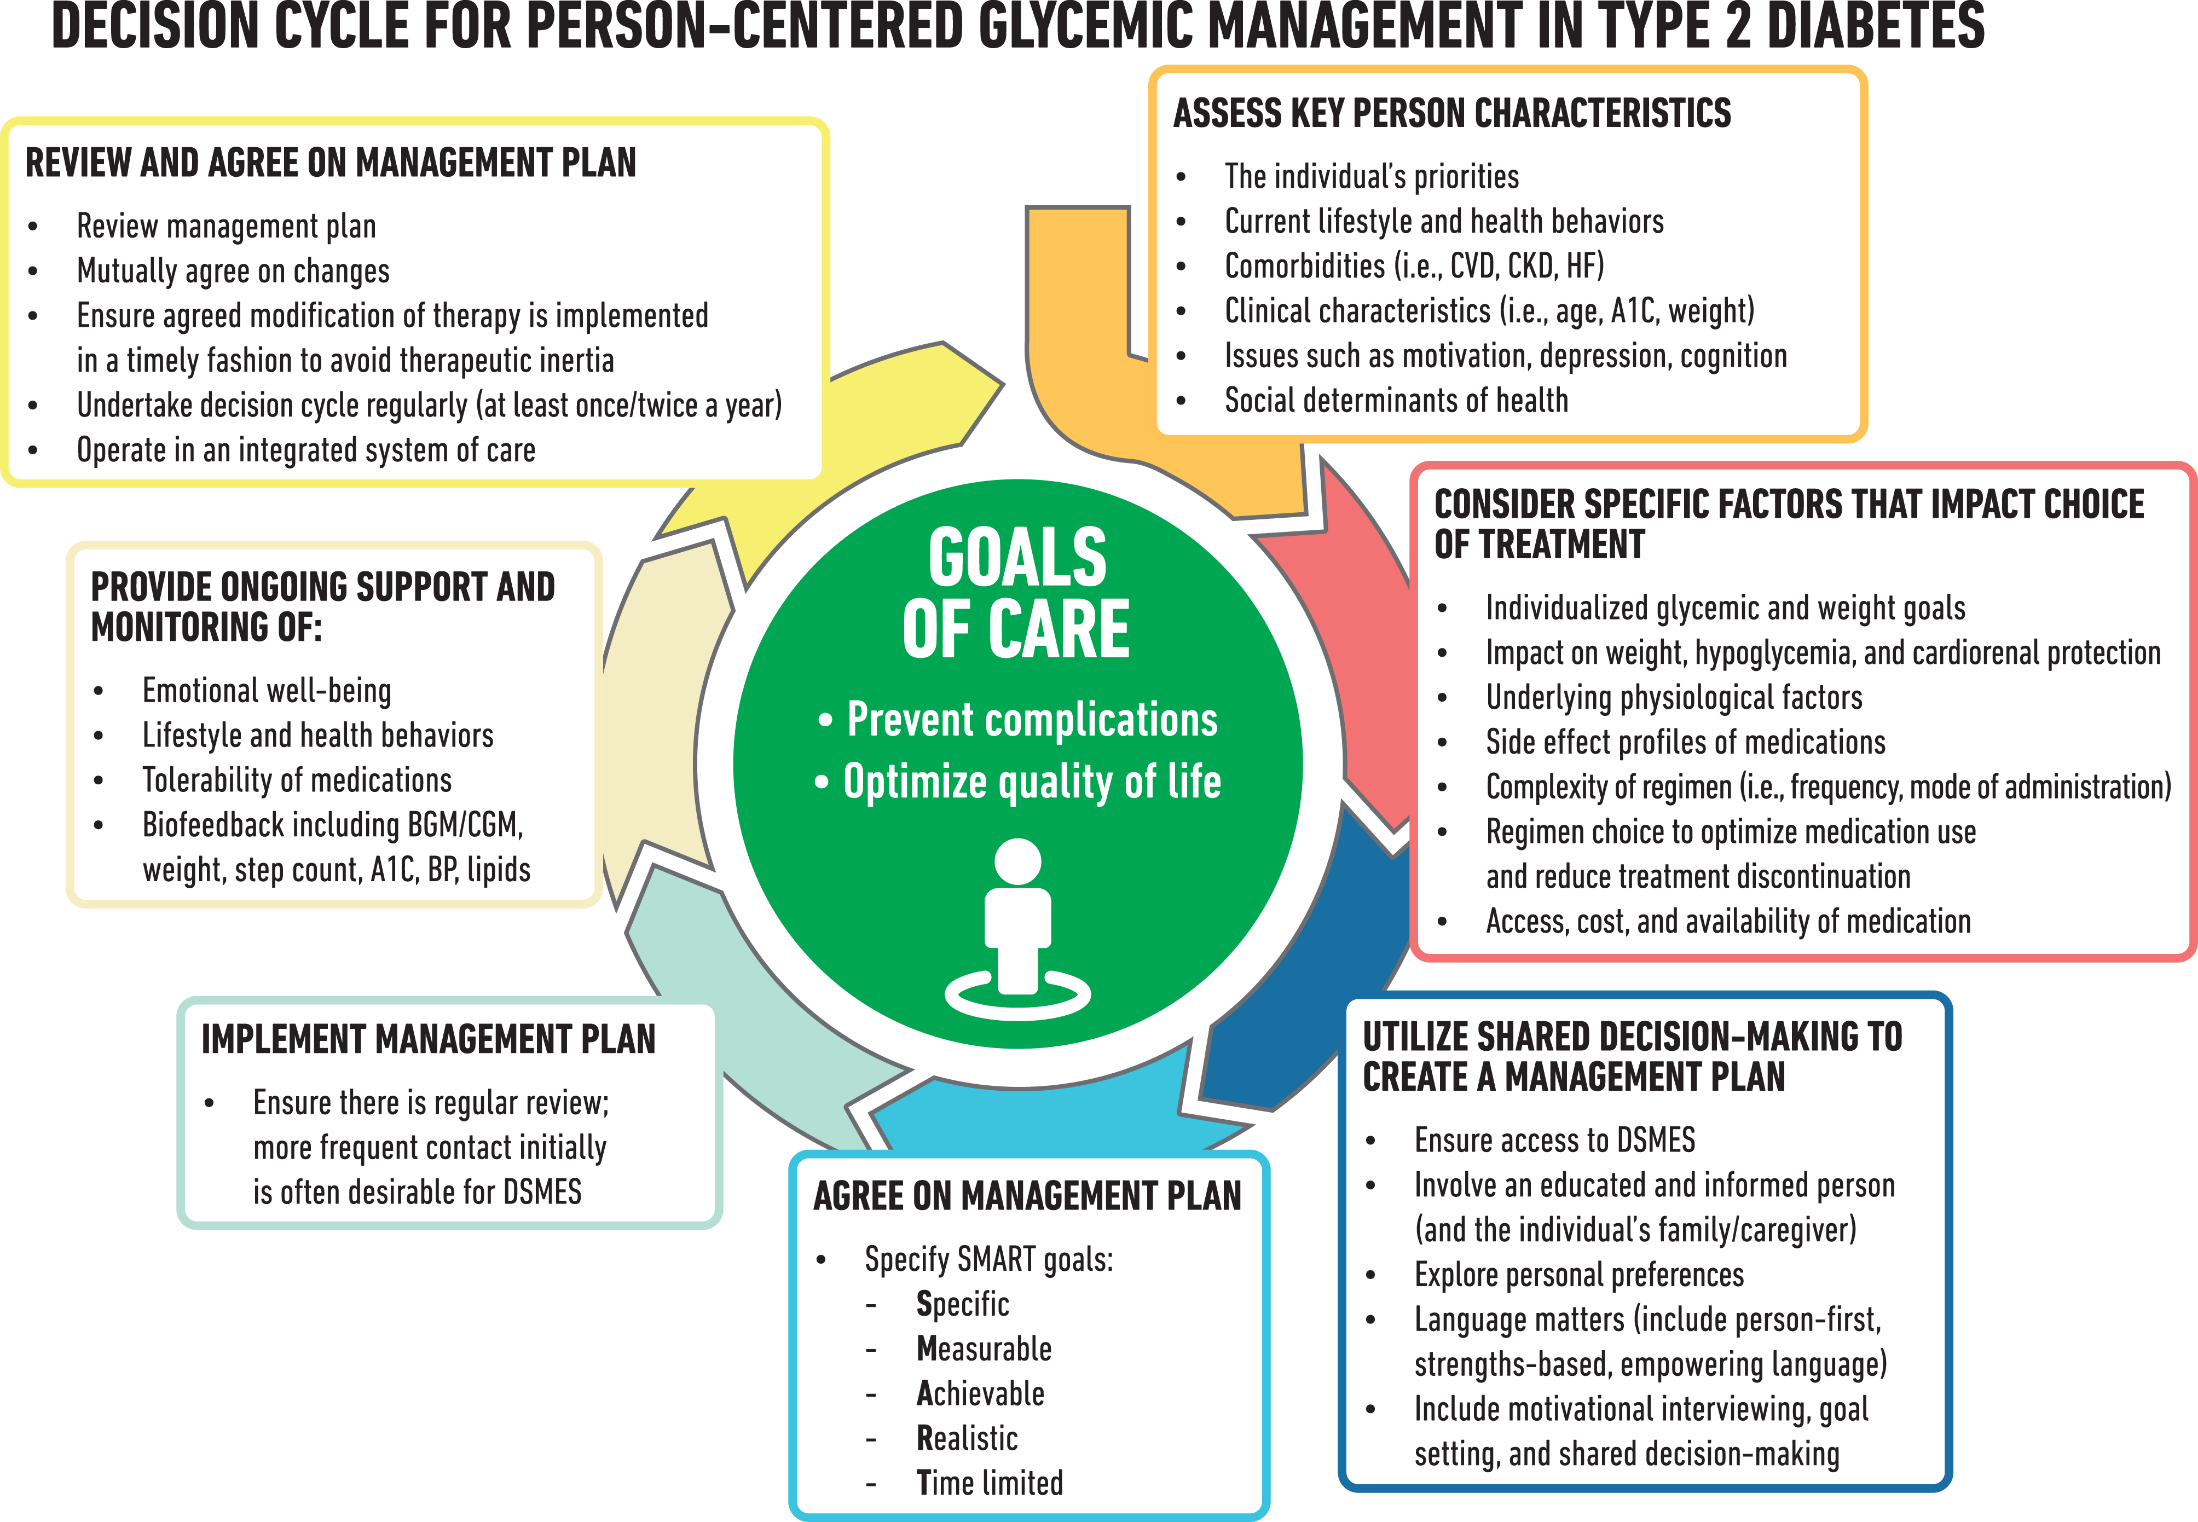 DECISION CYCLE FOR PERSON-CENTERED GLYCEMIC MANAGEMENT IN TYPE 2 DIABETES
ASSESS KEY PERSON CHARACTERISTICS
• The individual's priorities
• Current lifestyle and health behaviors
• Comorbidities (i.e., CVD, CKD, HF)
• Clinical characteristics (i.e., age, A1C, weight)
• Issues such as motivation, depression, cognition
• Social determinants of health
CONSIDER SPECIFIC FACTORS THAT IMPACT CHOICE
OF TREATMENT
• Individualized glycemic and weight goals
• Impact on weight, hypoglycemia, and cardiorenal protection
• Underlying physiological factors
• Side effect profiles of medications
• Complexity of regimen (i.e., frequency, mode of administration)
• Regimen choice to optimize medication use
and reduce treatment discontinuation
• Access, cost, and availability of medication
UTILIZE SHARED DECISION-MAKING TO
CREATE A MANAGEMENT PLAN
• Ensure access to DSMES
• Involve an educated and informed person
(and the individual's family/caregiver)
• Explore personal preferences
• Language matters (include person-first,
strengths-based, empowering language)
• Include motivational interviewing, goal
setting, and shared decision-making
AGREE ON MANAGEMENT PLAN
• Specify SMART goals:
- Specific
- Measurable
- Achievable
- Realistic
- Time limited
IMPLEMENT MANAGEMENT PLAN
• Ensure there is regular review;
more frequent contact initially
is often desirable for DSMES
PROVIDE ONGOING SUPPORT AND
MONITORING OF:
• Emotional well-being
• Lifestyle and health behaviors
• Tolerability of medications
• Biofeedback including BGM/CGM,
weight, step count, A1C, BP, lipids
REVIEW AND AGREE ON MANAGEMENT PLAN
• Review management plan
• Mutually agree on changes
• Ensure agreed modification of therapy is implemented
in a timely fashion to avoid therapeutic inertia
• Undertake decision cycle regularly (at least once/twice a year)
• Operate in an integrated system of care
GOALS
OF CARE
• Prevent complications
• Optimize quality of life